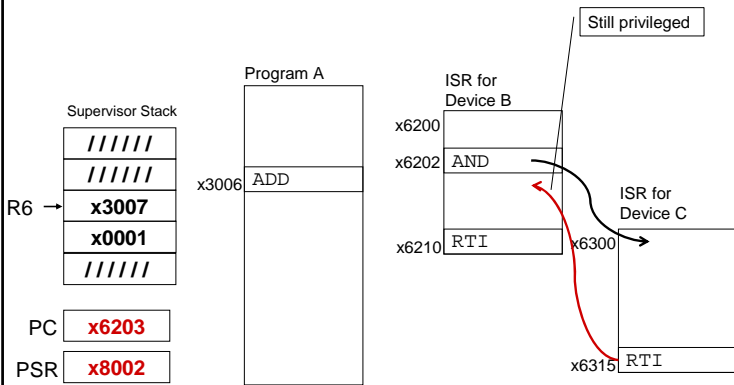 Still privileged
Program A
ISR for
Device B
Supervisor Stack
x6200
//////
//////
x6202 AND
x3006 ADD
R6 x3007
ISR for
Device C
x0001
x6210 RTI
x6300
//////
PC x6203
PSR x8002
x6315 RTI